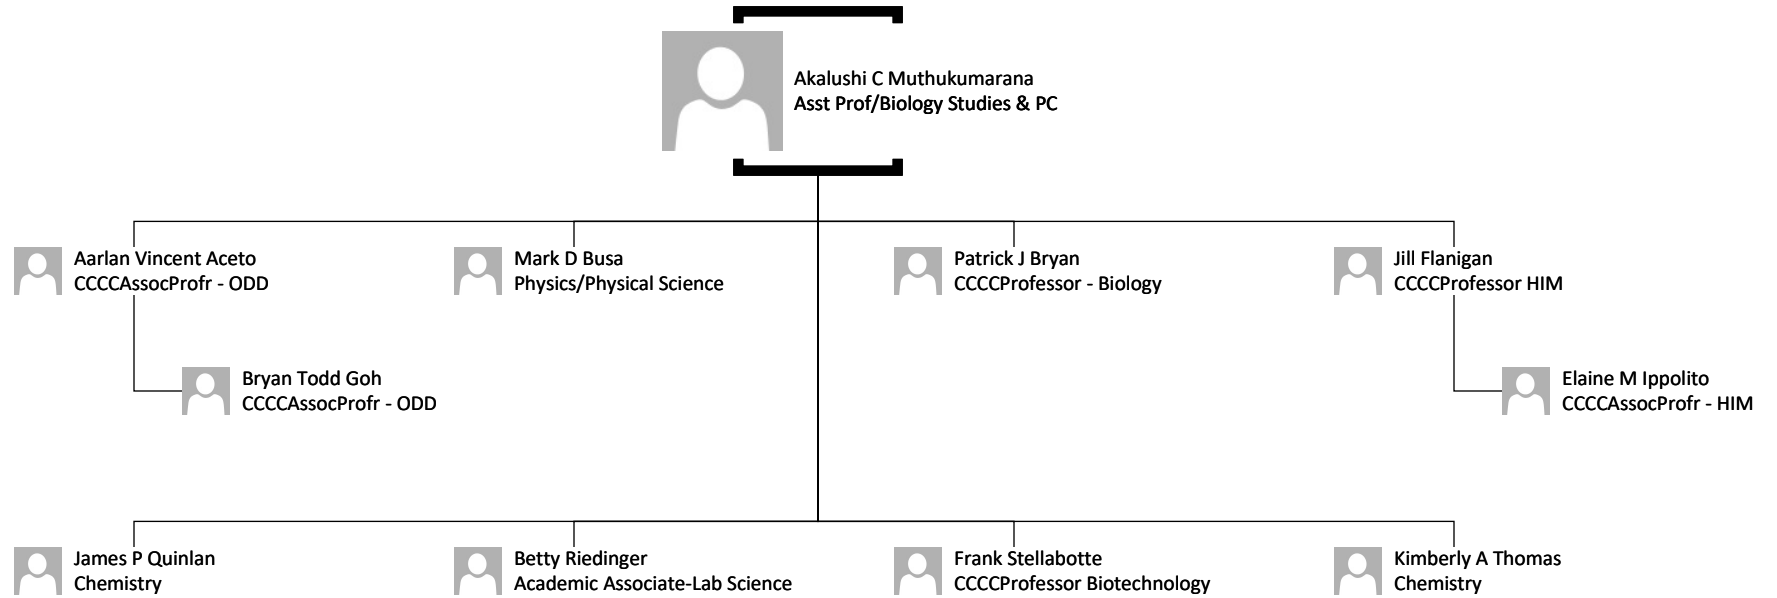 Akalushi C Muthukumarana
Asst Prof/Biology Studies & PC
Aarlan Vincent Aceto
CCCCAssocProfr - ODD
Mark D Busa
Physics/Physical Science
Patrick J Bryan
CCCCProfessor - Biology
Jill Flanigan
CCCCProfessor HIM
Bryan Todd Goh
CCCCAssocProfr - ODD
Elaine M Ippolito
CCCCAssocProfr - HIM
James P Quinlan
Chemistry
Betty Riedinger
Academic Associate-Lab Science
Frank Stellabotte
CCCCProfessor Biotechnology
Kimberly A Thomas
Chemistry